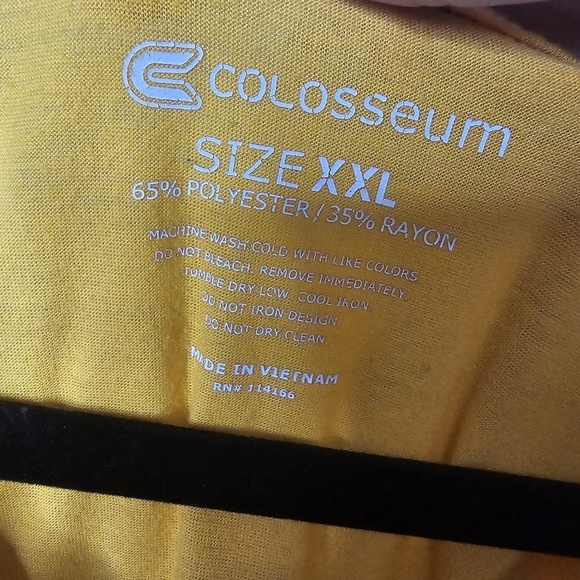 COLOSSEUM
SIZE XXL
65% POLYESTER / 35% RAYON
MACHINE WASH COLD WITH LIKE COLORS
DO NOT BLEACH. REMOVE IMMEDIATELY.
TUMBLE DRY LOW. COOL IRON.
DO NOT IRON DESIGN
DO NOT DRY CLEAN.
MADE IN VIETNAM
RN# 114166